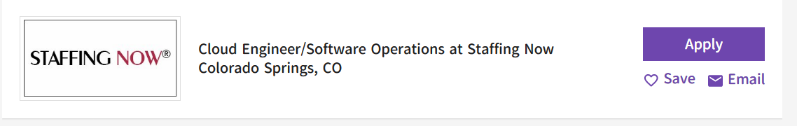 STAFFING NOW®
Cloud Engineer/Software Operations at Staffing Now
Colorado Springs, CO
Apply
Save
Email